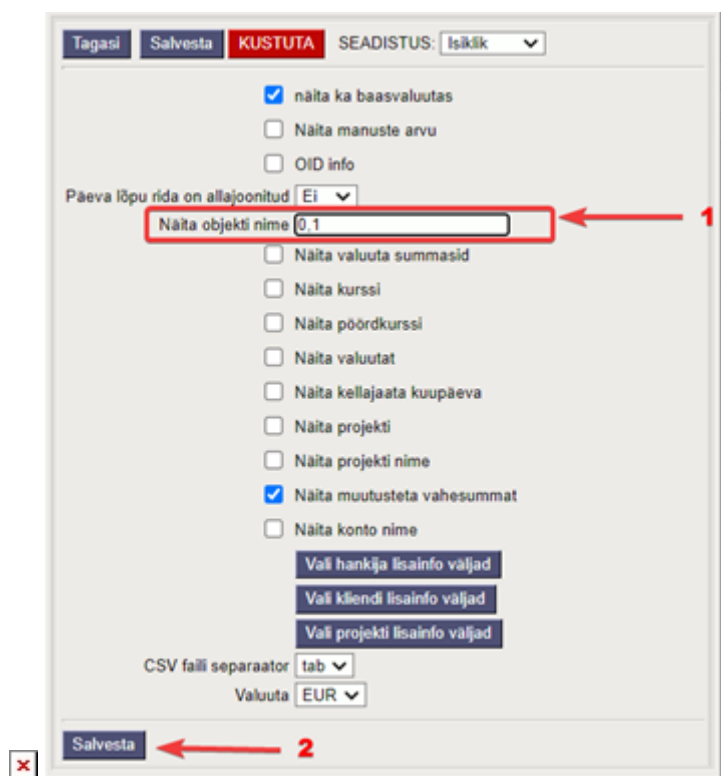 Tagasi Salvesta KUSTUTA SEADISTUS: Isiklik
näita ka baasvaluutas
Näita manuste arvu
OID info
Päeva lõpu rida on allajoonitud Ei
Näita objekti nime 0,1 1
Näita valuuta summasid
Näita kurssi
Näita pöördkurssi
Näita valuutat
Näita kellajaata kuupäeva
Näita projekti
Näita projekti nime
Näita muutusteta vahesummat
Näita konto nime
Vali hankija lisainfo väljad
Vali kliendi lisainfo väljad
Vali projekti lisainfo väljad
CSV faili separaator tab
Valuuta EUR
Salvesta 2